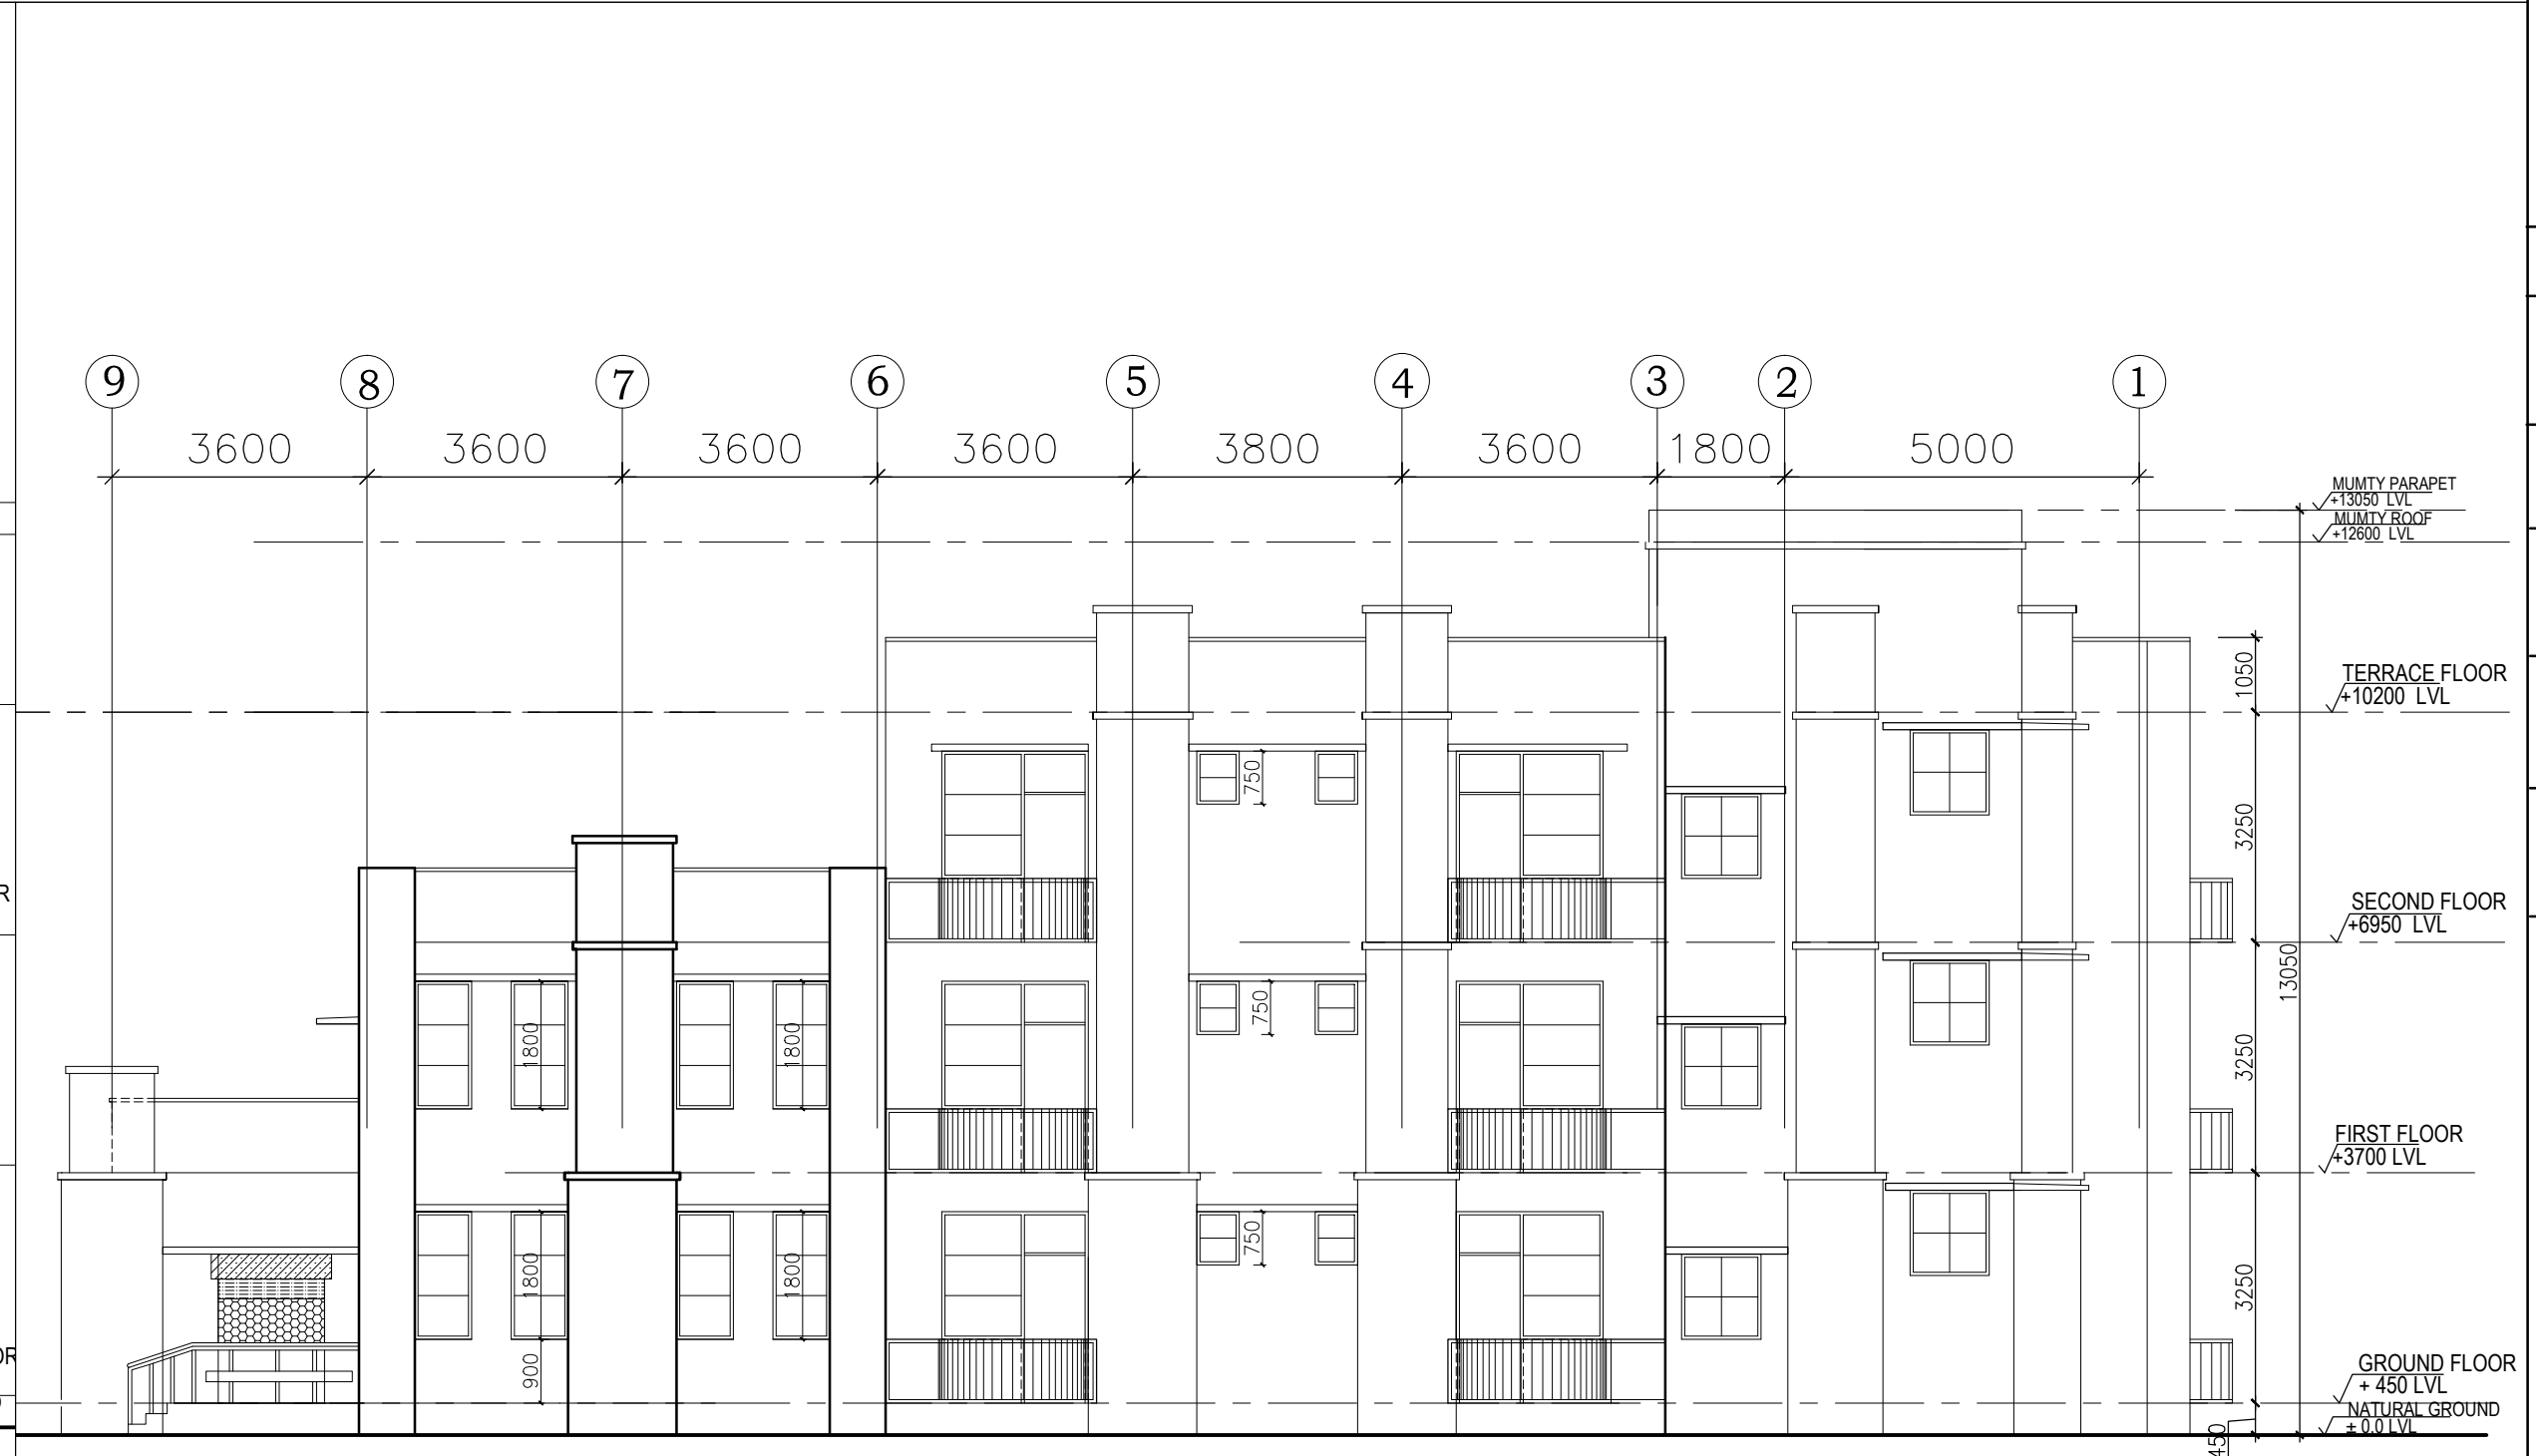 9 8 7 6 5 4 3 2 1
3600 3600 3600 3600 3800 3600 1800 5000
MUMTY PARAPET
+13050 LVL
MUMTY ROOF
+12600 LVL
1050
TERRACE FLOOR
+10200 LVL
750
3250
R
SECOND FLOOR
+6950 LVL
13050
750
1800
1800
3250
FIRST FLOOR
+3700 LVL
750
1800
1800
3250
900
OR
GROUND FLOOR
+ 450 LVL
NATURAL GROUND
± 0.0 LVL
450